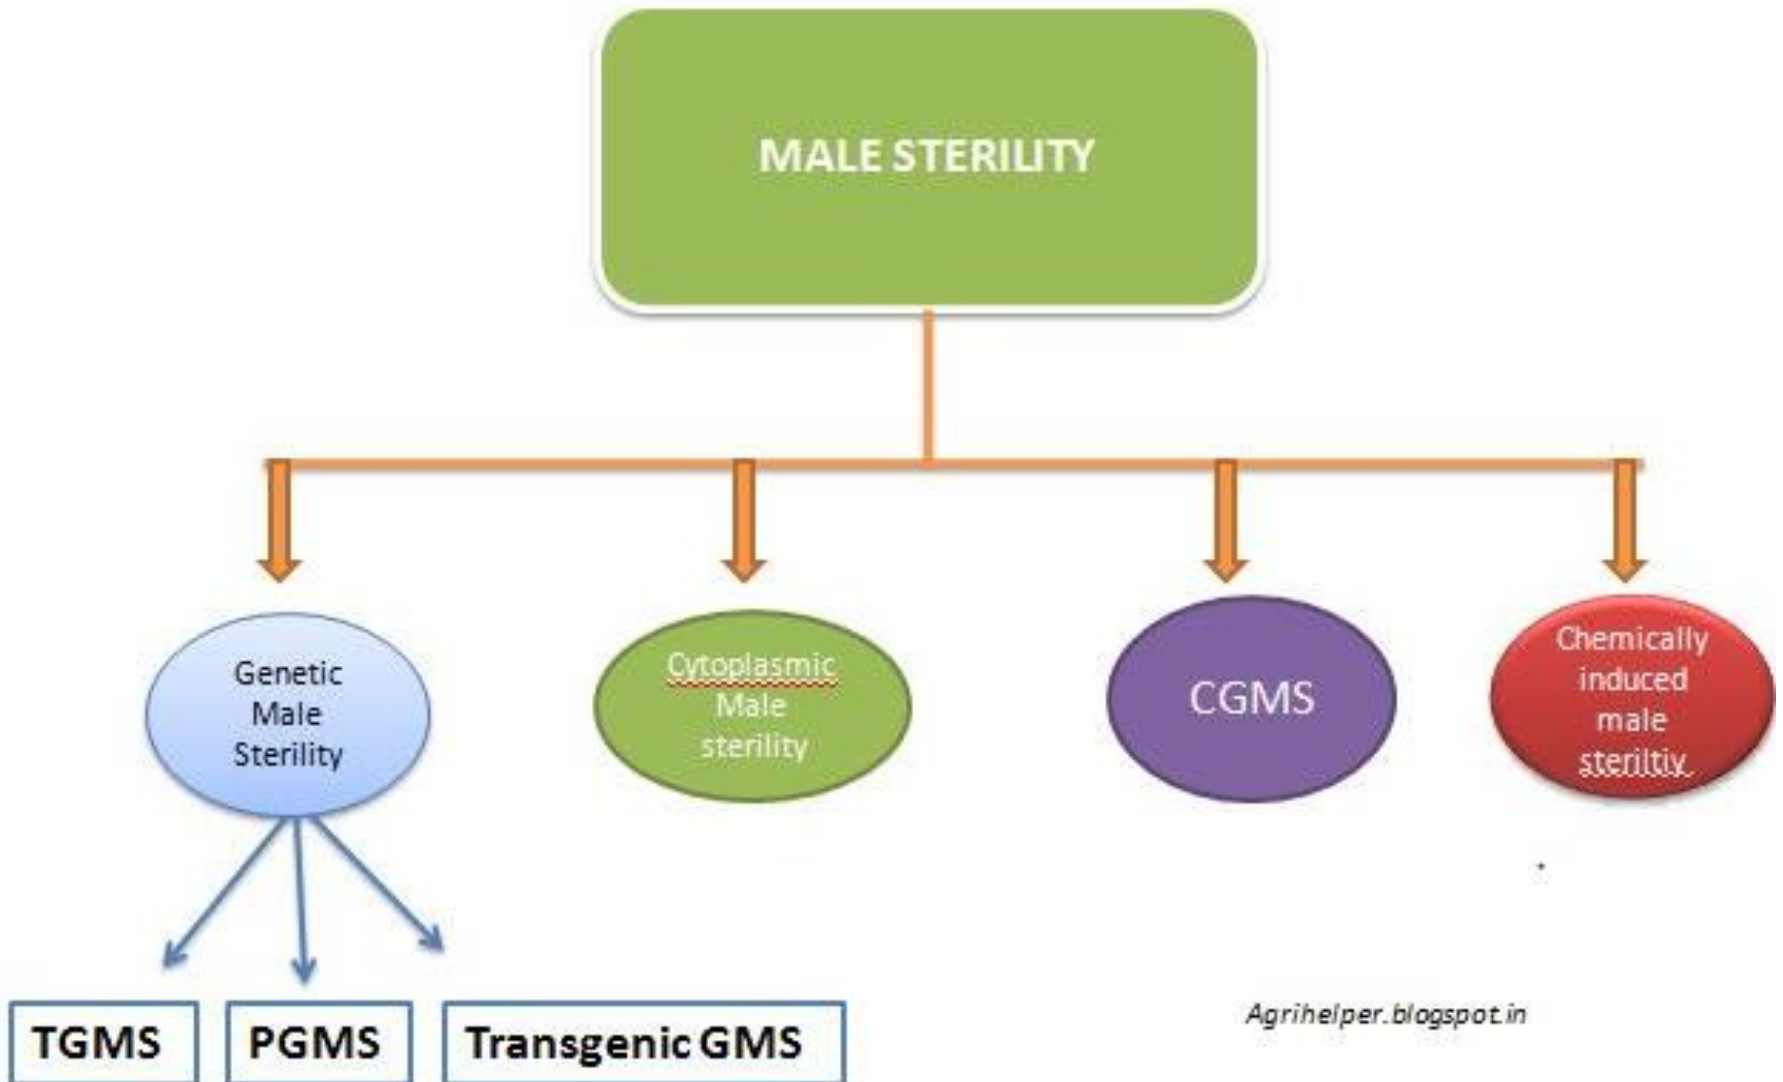 MALE STERILITY
Genetic
Male
Sterility
Cytoplasmic
Male
sterility
CGMS
Chemically
induced
male
steriltiy
TGMS
PGMS
Transgenic GMS
Agrihelper.blogspot.in